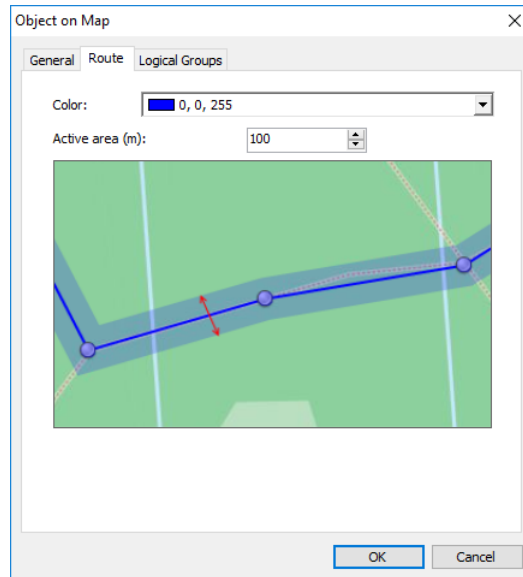 Object on Map
General Route Logical Groups
Color: 0, 0, 255
Active area (m): 100
OK Cancel